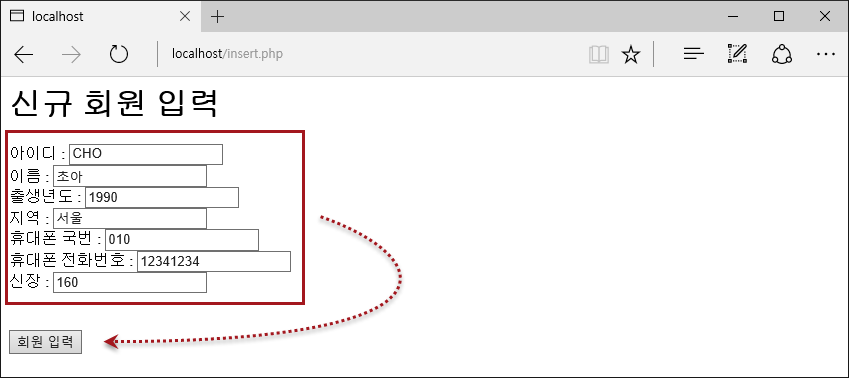 localhost
localhost/insert.php
신규 회원 입력
아이디 : CHO
이름 : 초아
출생년도 : 1990
지역 : 서울
휴대폰 국번 : 010
휴대폰 전화번호 : 12341234
신장 : 160
회원 입력